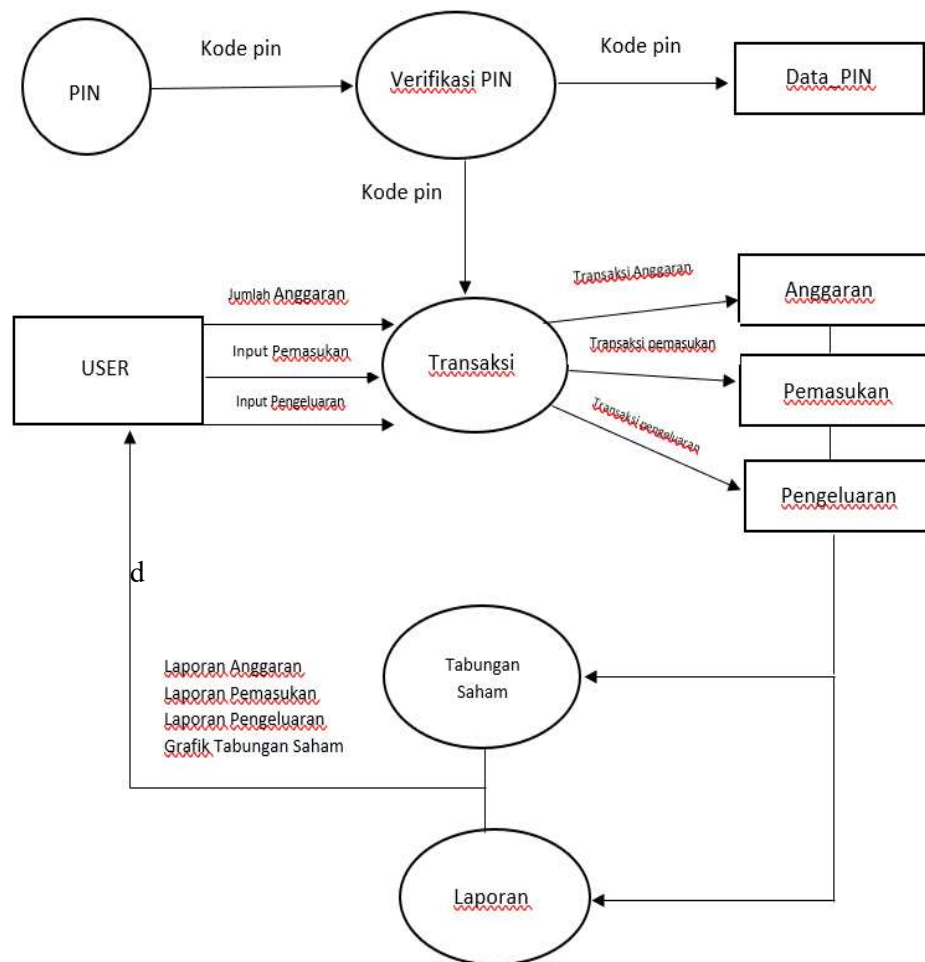 Kode pin
Kode pin
PIN
Verifikasi PIN
Data_PIN
Kode pin
Jumlah Anggaran
Transaksi Anggaran
Anggaran
Input Pemasukan
Transaksi pemasukan
USER
Transaksi
Pemasukan
Input Pengeluaran
Transaksi pengeluaran
Pengeluaran
d
Tabungan
Saham
Laporan Anggaran
Laporan Pemasukan
Laporan Pengeluaran
Grafik Tabungan Saham
Laporan